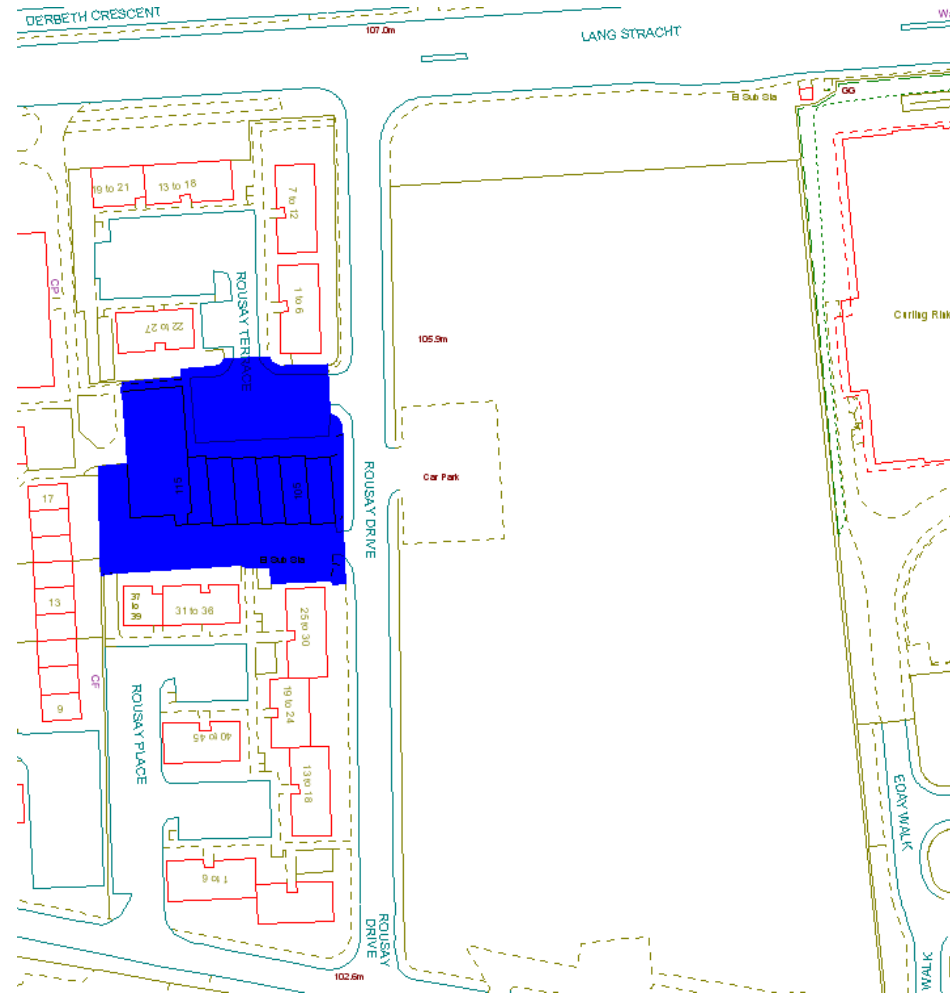 DERBETH CRESCENT
107.0m
LANG STRACHT
El Sub Sta
GG
19 to 21
13 to 18
7 to 12
CP
ROUSAY TERRACE
1 to 6
22 to 27
Curling Rink
105.9m
115
105
ROUSAY DRIVE
Car Park
17
El Sub Sta
37
to
39
31 to 36
25 to 30
13
CP
ROUSAY PLACE
19 to 24
9
40 to 45
13 to 18
EDAY WALK
1 to 6
ROUSAY
DRIVE
102.6m
WALK